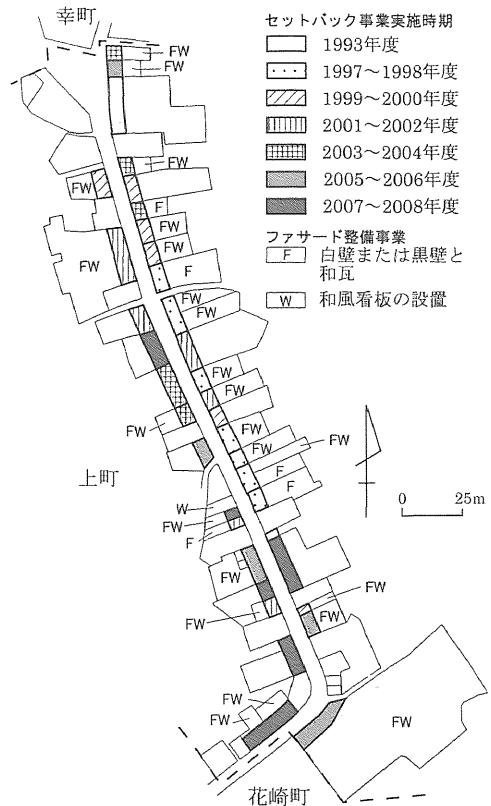 幸町
セットバック事業実施時期
1993年度
1997～1998年度
1999～2000年度
2001～2002年度
2003～2004年度
2005～2006年度
2007～2008年度
ファサード整備事業
F 白壁または黒壁と
和瓦
W 和風看板の設置
FW
FW
FW
FW
F
FW
FW
FW
F
FW
FW
FW
FW
FW
FW
FW
FW
F
F
上町
0 25m
W
FW
F
FW
FW
FW
FW
FW
FW
FW
花崎町